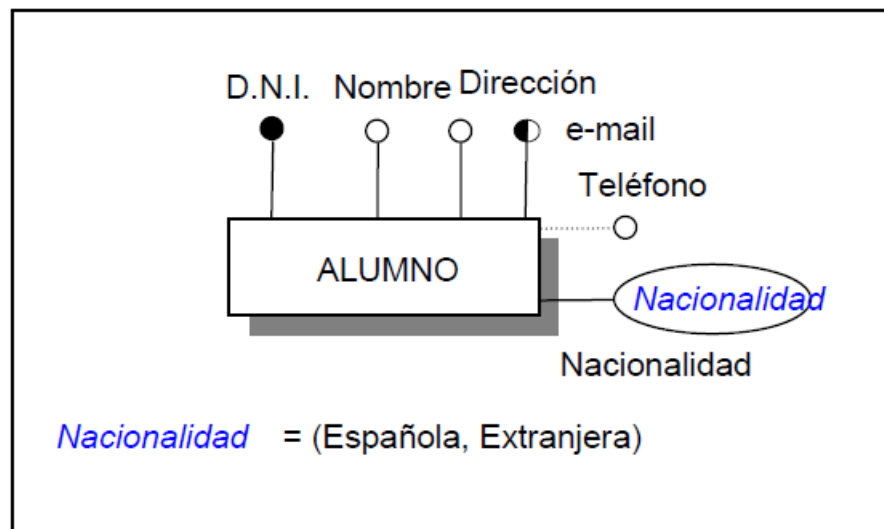 D.N.I. Nombre Dirección
e-mail
Teléfono
ALUMNO
Nacionalidad
Nacionalidad
Nacionalidad = (Española, Extranjera)